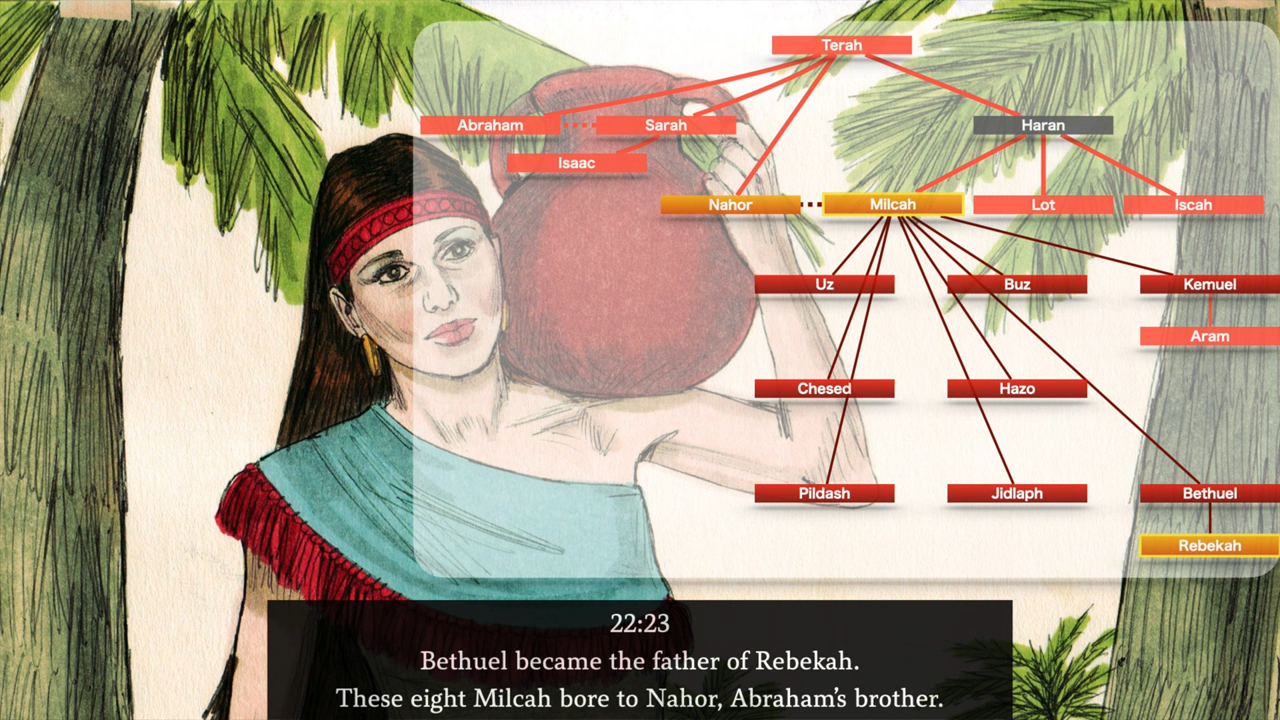 Terah
Abraham
Sarah
Haran
Isaac
Nahor
Milcah
Lot
Iscah
Uz
Buz
Kemuel
Aram
Chesed
Hazo
Pildash
Jidlaph
Bethuel
Rebekah
22:23
Bethuel became the father of Rebekah.
These eight Milcah bore to Nahor, Abraham’s brother.